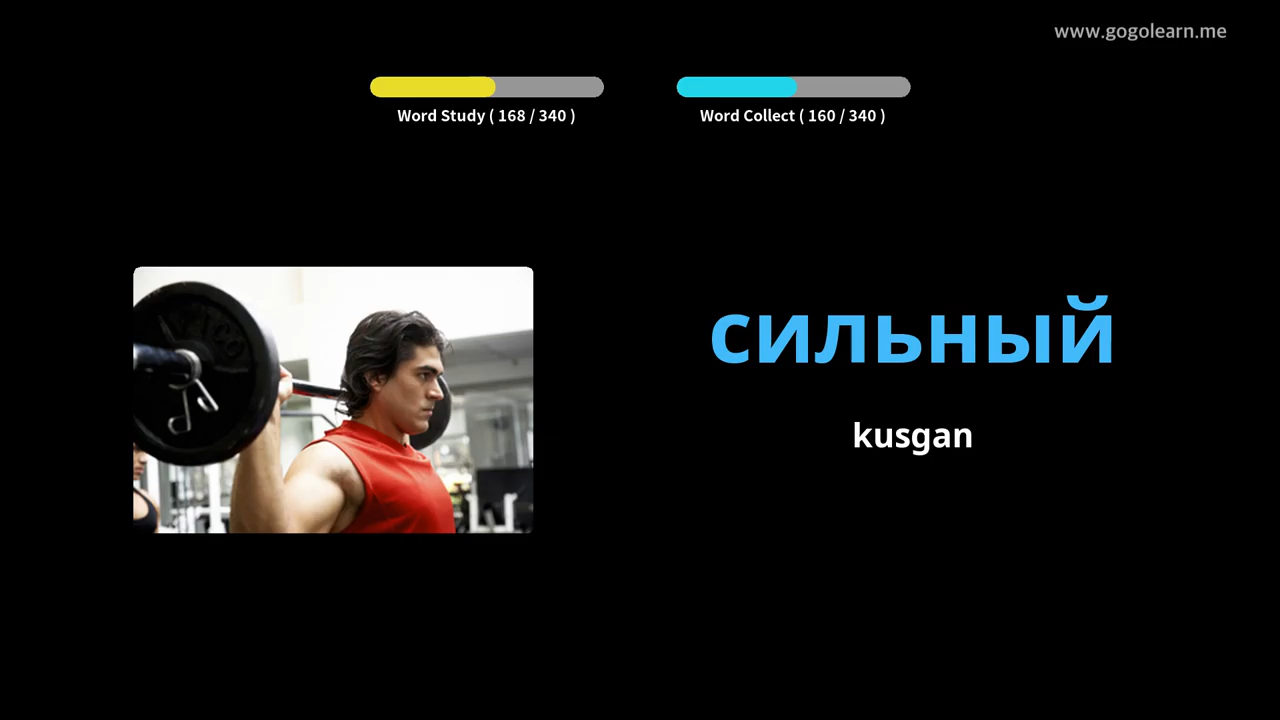 www.gogolearn.me
Word Study ( 168 / 340 )
Word Collect ( 160 / 340 )
сильный
kusgan